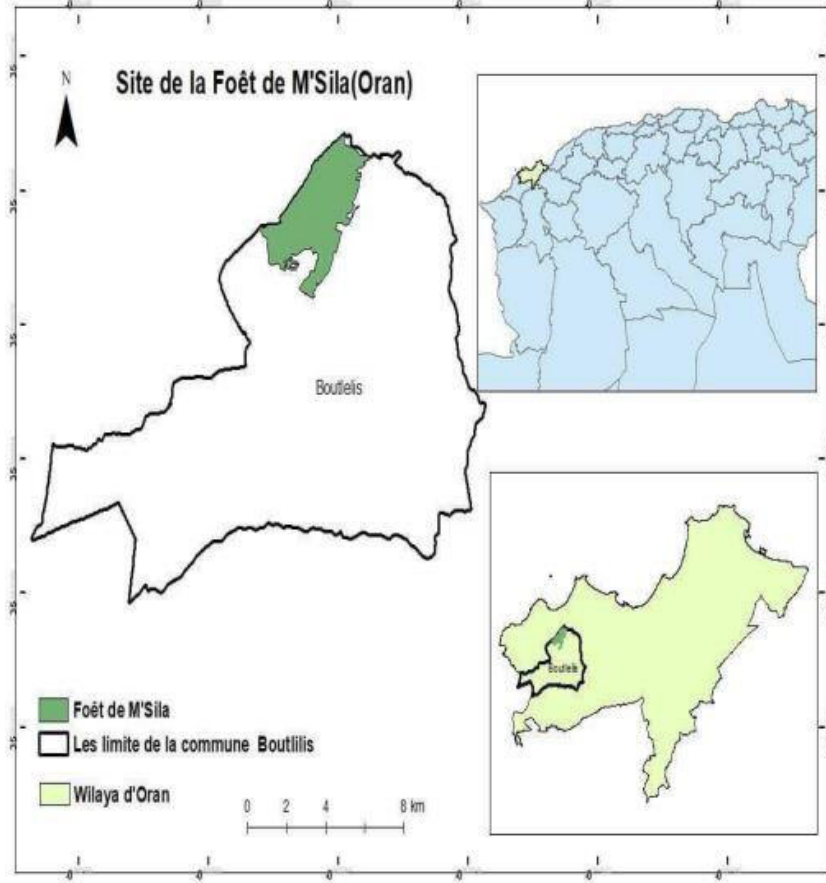 Site de la Foêt de M'Sila(Oran)
N
Boutlelis
Boutlelis
Foêt de M'Sila
Les limite de la commune Boutlilis
Wilaya d'Oran
0 2 4 8 km